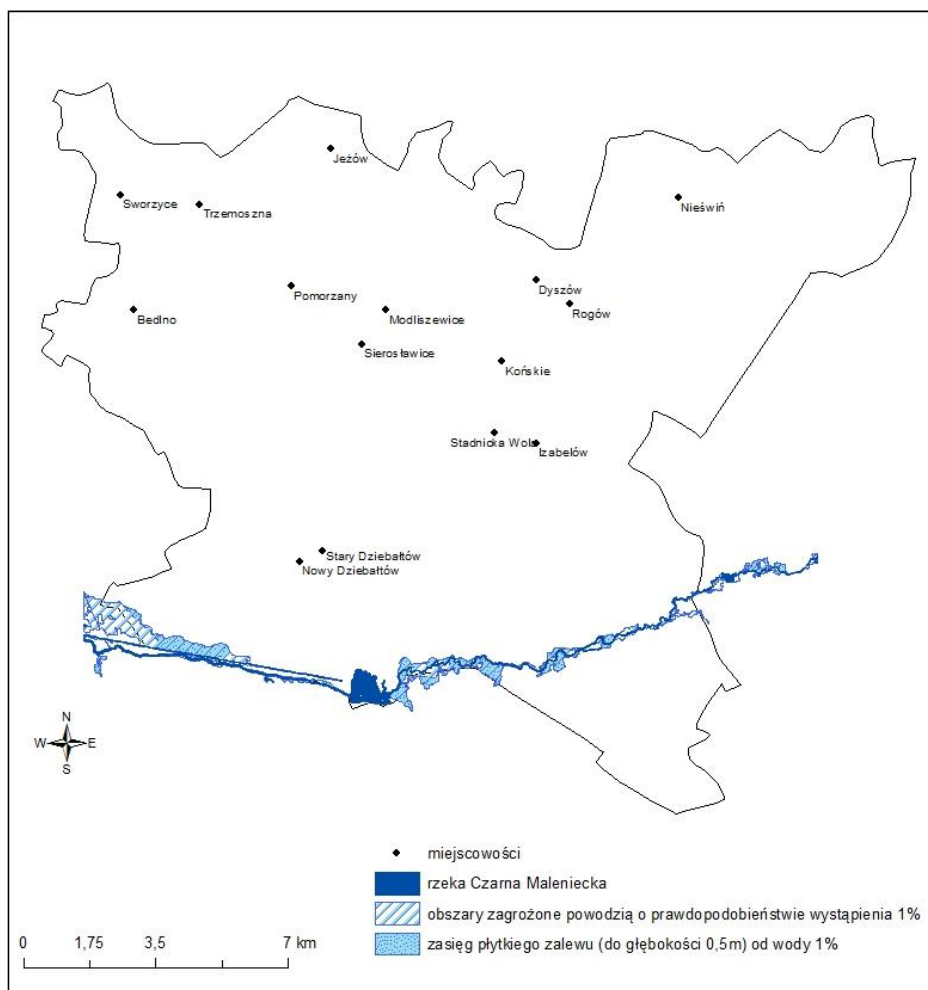 Jeżów
Sworzyce
Trzemoszna
Nieświń
Dyszów
Pomorzany
Rogów
Bedlno
Modliszewice
Sierosławice
Końskie
Stadnicka Wola
Izabelów
Stary Dziebałtów
Nowy Dziebałtów
N
W E
S
miejscowości
rzeka Czarna Maleniecka
obszary zagrożone powodzią o prawdopodobieństwie wystąpienia 1%
zasięg płytkiego zalewu (do głębokości 0,5m) od wody 1%
0 1,75 3,5 7 km